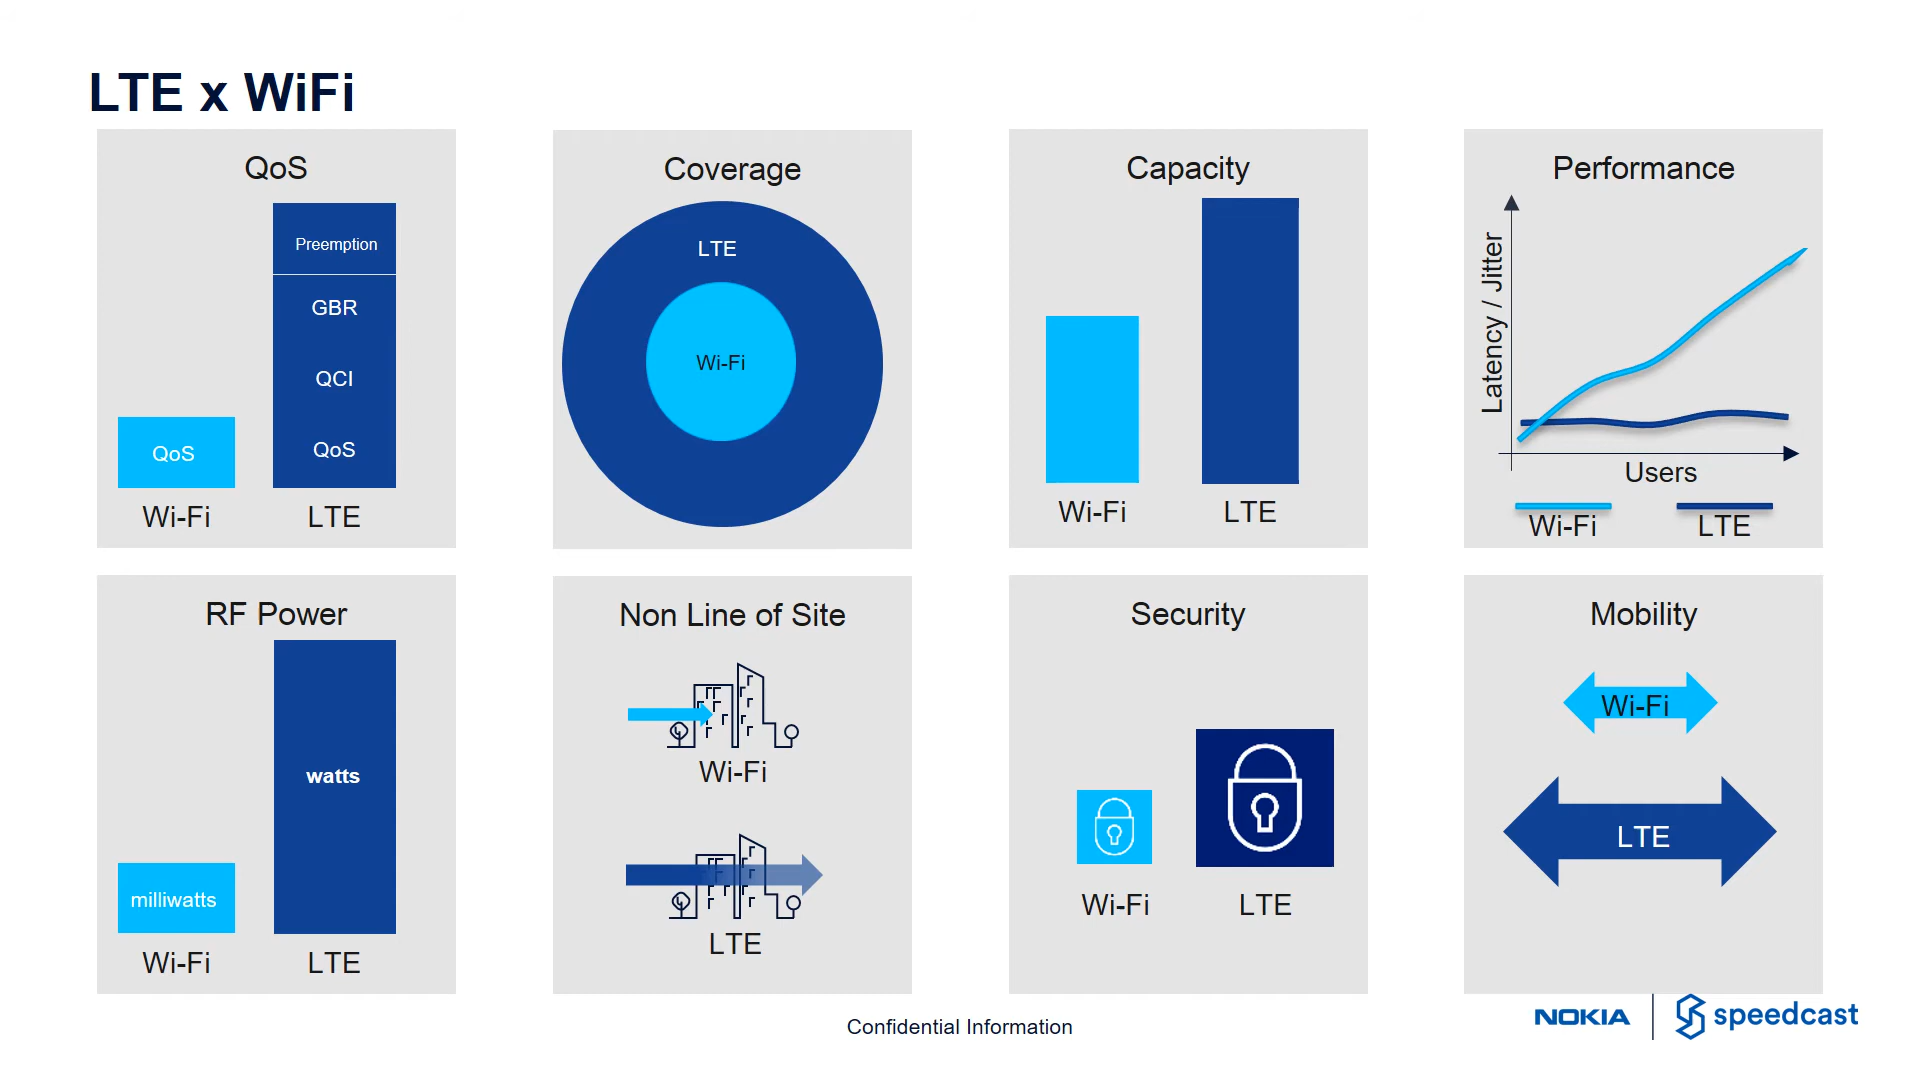 LTE x WiFi
QoS
Preemption
GBR
QCI
QoS
QoS
Wi-Fi
LTE
Coverage
LTE
Wi-Fi
Capacity
Wi-Fi
LTE
Performance
Latency / Jitter
Users
Wi-Fi
LTE
RF Power
watts
milliwatts
Wi-Fi
LTE
Non Line of Site
Wi-Fi
LTE
Security
Wi-Fi
LTE
Mobility
Wi-Fi
LTE
Confidential Information
NOKIA
speedcast